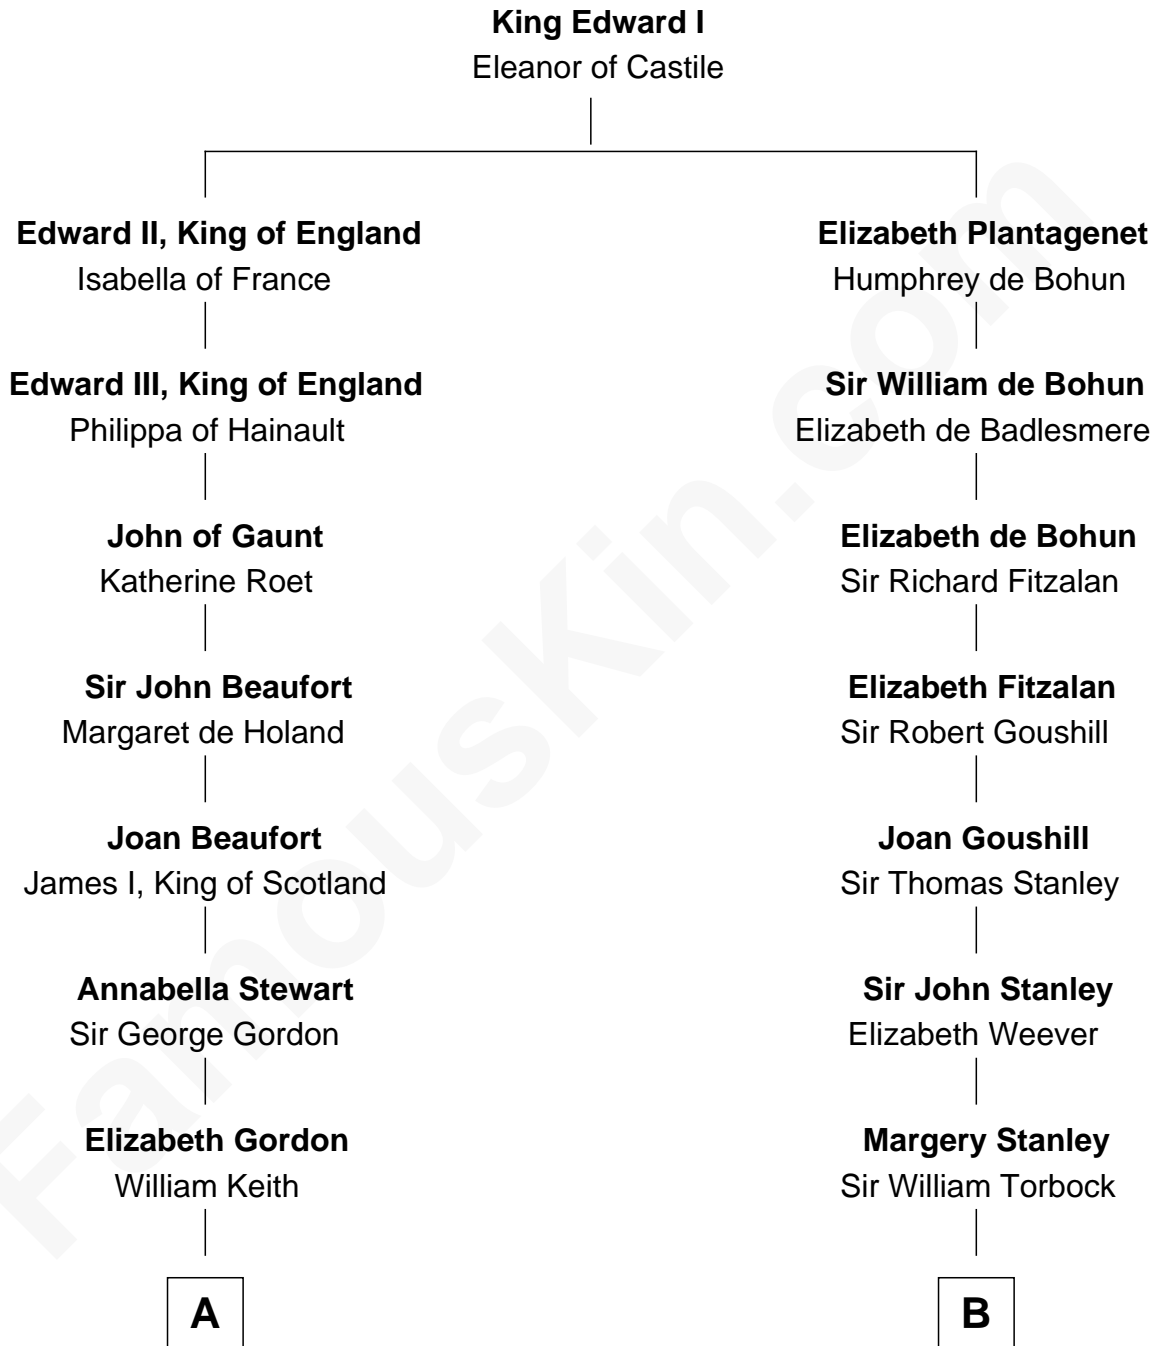 King Edward I
Eleanor of Castile
Edward II, King of England
Isabella of France
Elizabeth Plantagenet
Humphrey de Bohun
Edward III, King of England
Philippa of Hainault
Sir William de Bohun
Elizabeth de Badlesmere
John of Gaunt
Katherine Roet
Elizabeth de Bohun
Sir Richard Fitzalan
Sir John Beaufort
Margaret de Holand
Elizabeth Fitzalan
Sir Robert Goushill
Joan Beaufort
James I, King of Scotland
Joan Goushill
Sir Thomas Stanley
Annabella Stewart
Sir George Gordon
Sir John Stanley
Elizabeth Weever
Elizabeth Gordon
William Keith
Margery Stanley
Sir William Torbock
A
B
FamousKin.com